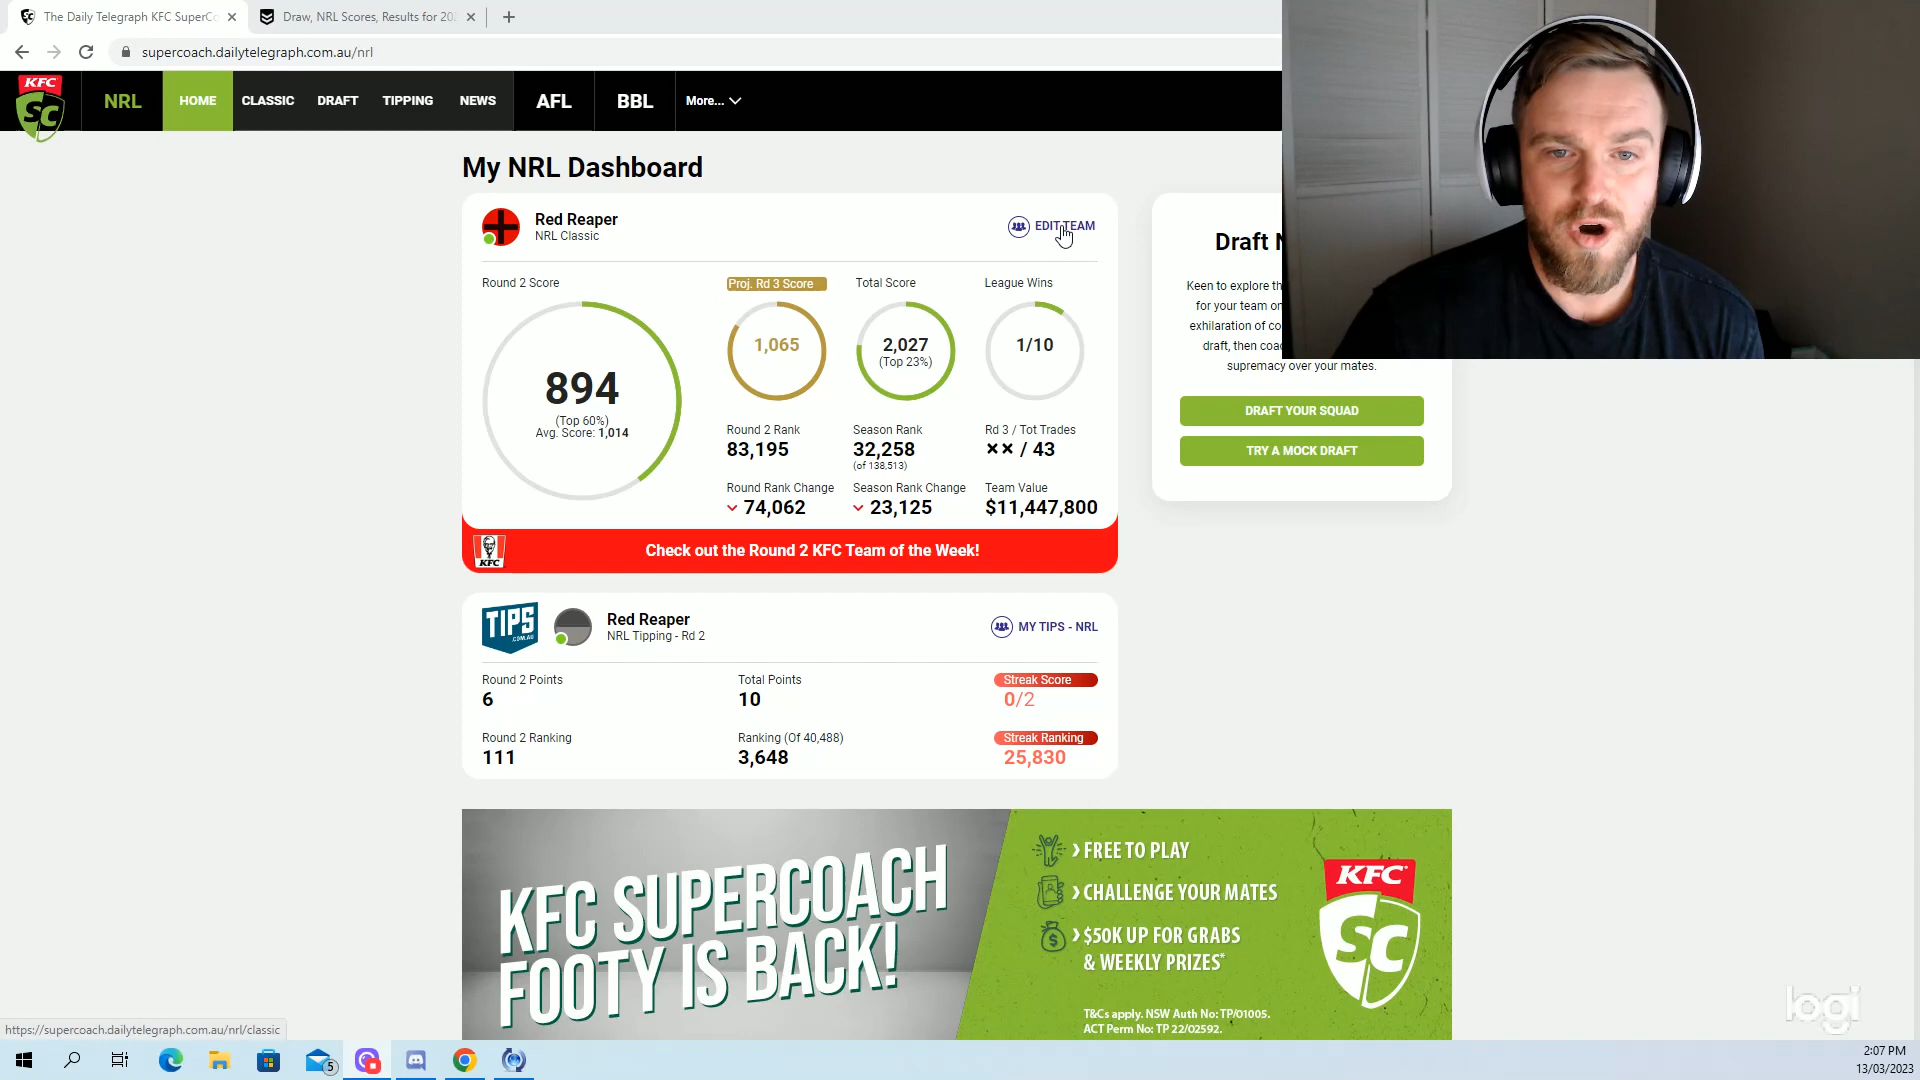 The Daily Telegraph KFC SuperCo
Draw, NRL Scores, Results for 202
supercoach.dailytelegraph.com.au/nrl
KFC
SC
NRL
HOME
CLASSIC
DRAFT
TIPPING
NEWS
AFL
BBL
More...
My NRL Dashboard
Red Reaper
NRL Classic
EDIT TEAM
Round 2 Score
Proj. Rd 3 Score
Total Score
League Wins
894
(Top 60%)
Avg. Score: 1,014
1,065
2,027
(Top 23%)
1/10
Round 2 Rank
83,195
Season Rank
32,258
(of 138,513)
Rd 3 / Tot Trades
×× / 43
Round Rank Change
74,062
Season Rank Change
23,125
Team Value
$11,447,800
KFC
Check out the Round 2 KFC Team of the Week!
Draft N
Keen to explore th
for your team on
exhilaration of co
draft, then coac
supremacy over your mates.
DRAFT YOUR SQUAD
TRY A MOCK DRAFT
TIPS
.COM.AU
Red Reaper
NRL Tipping - Rd 2
MY TIPS - NRL
Round 2 Points
6
Total Points
10
Streak Score
0/2
Round 2 Ranking
111
Ranking (Of 40,488)
3,648
Streak Ranking
25,830
KFC SUPERCOACH
FOOTY IS BACK!
› FREE TO PLAY
› CHALLENGE YOUR MATES
› $50K UP FOR GRABS
& WEEKLY PRIZES*
T&Cs apply. NSW Auth No: TP/01005.
ACT Perm No: TP 22/02592.
KFC
SC
logi
https://supercoach.dailytelegraph.com.au/nrl/classic
5
2:07 PM
13/03/2023